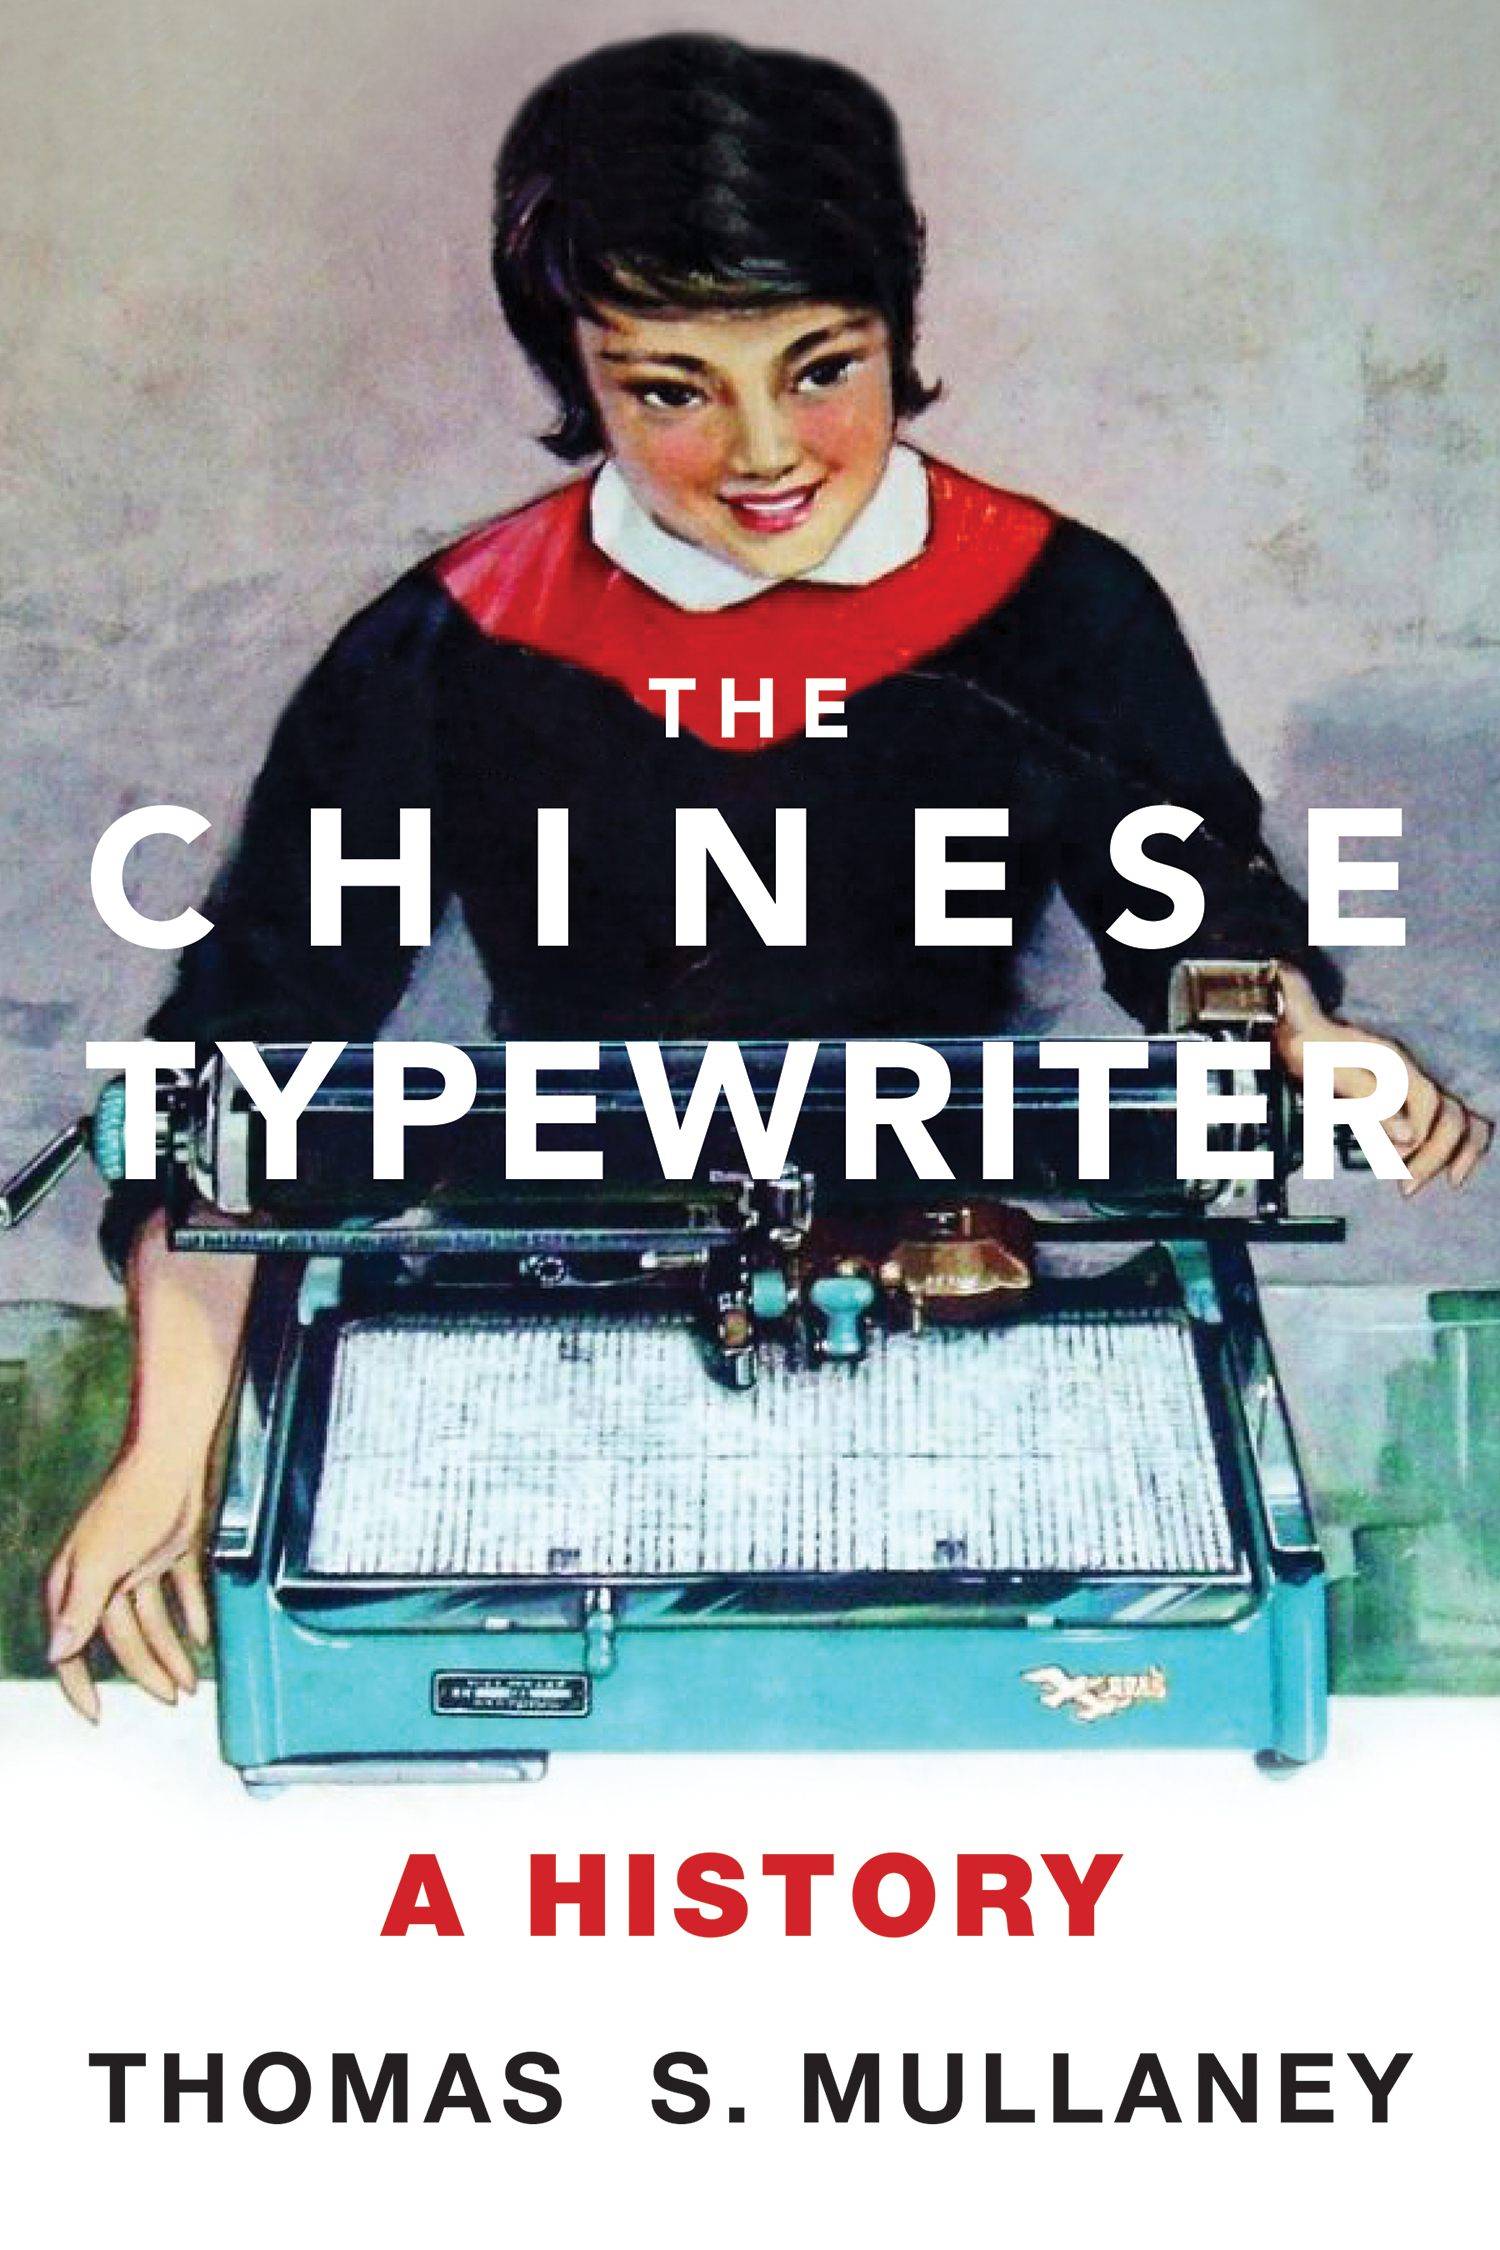 THE
CHINESE
TYPEWRITER
A HISTORY
THOMAS S. MULLANEY